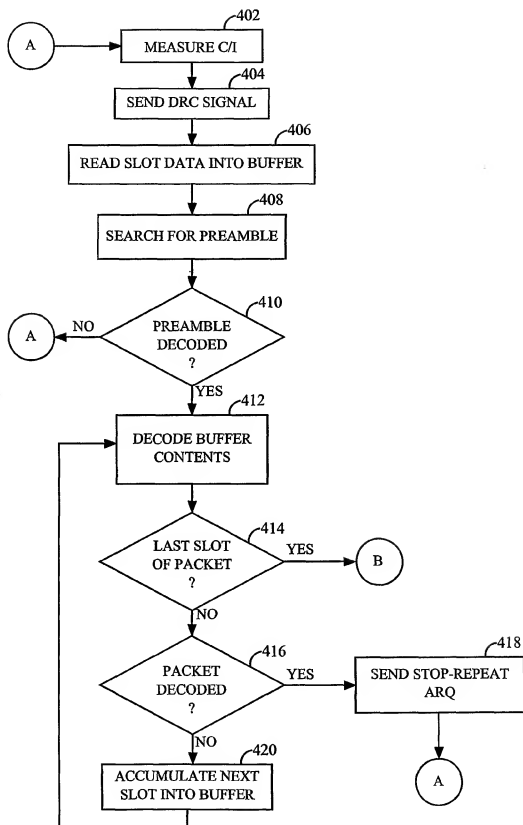 402
A
MEASURE C/I
404
SEND DRC SIGNAL
406
READ SLOT DATA INTO BUFFER
408
SEARCH FOR PREAMBLE
410
A
NO
PREAMBLE
DECODED
?
YES
412
DECODE BUFFER
CONTENTS
414
LAST SLOT
OF PACKET
?
YES
B
NO
416
PACKET
DECODED
?
YES
418
SEND STOP-REPEAT
ARQ
A
NO
420
ACCUMULATE NEXT
SLOT INTO BUFFER